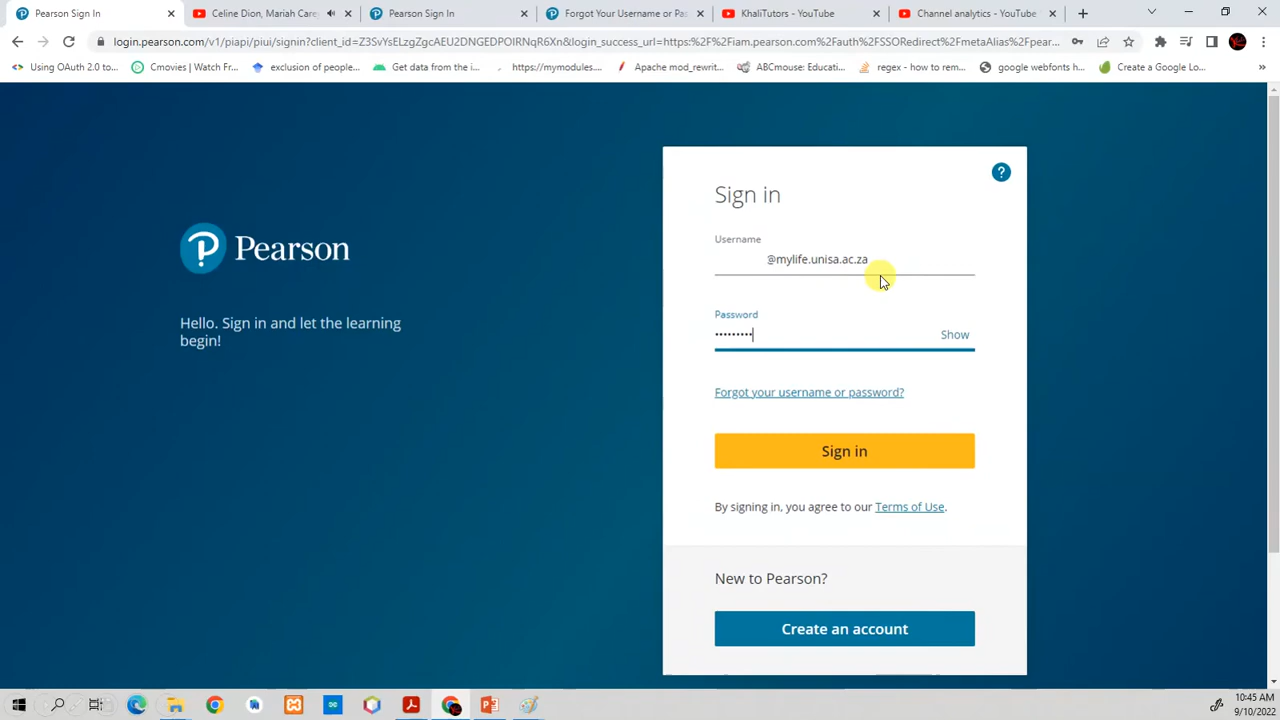 Pearson Sign In
Celine Dion, Mariah Care
Pearson Sign In
Forgot Your Username or Pas
KhaliTutors - YouTube
Channel analytics - YouTube
login.pearson.com/v1/piapi/piui/signin?client_id=Z3SvYsELzgZgcAEU2DNGEDPOIRNgR6Xn&login_success_url=https:%2F%2Fiam.pearson.com%2Fauth%2FSSORedirect%2FmetaAlias%2Fpear...
Using OAuth 2.0 to...
Cmovies | Watch Fr...
exclusion of people...
Get data from the i...
https://mymodules....
Apache mod_rewrit...
ABCmouse: Educati...
regex - how to rem...
google webfonts h...
Create a Google Lo...
Pearson
Hello. Sign in and let the learning
begin!
Sign in
Username
@mylife.unisa.ac.za
Password
Show
Forgot your username or password?
Sign in
By signing in, you agree to our Terms of Use.
New to Pearson?
Create an account
10:45 AM
9/10/2022